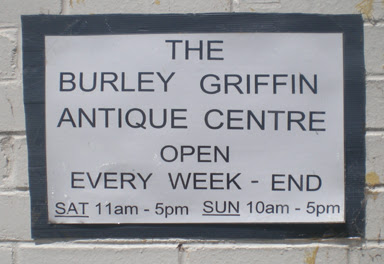 THE
BURLEY GRIFFIN
ANTIQUE CENTRE
OPEN
EVERY WEEK - END
SAT 11am - 5pm SUN 10am - 5pm